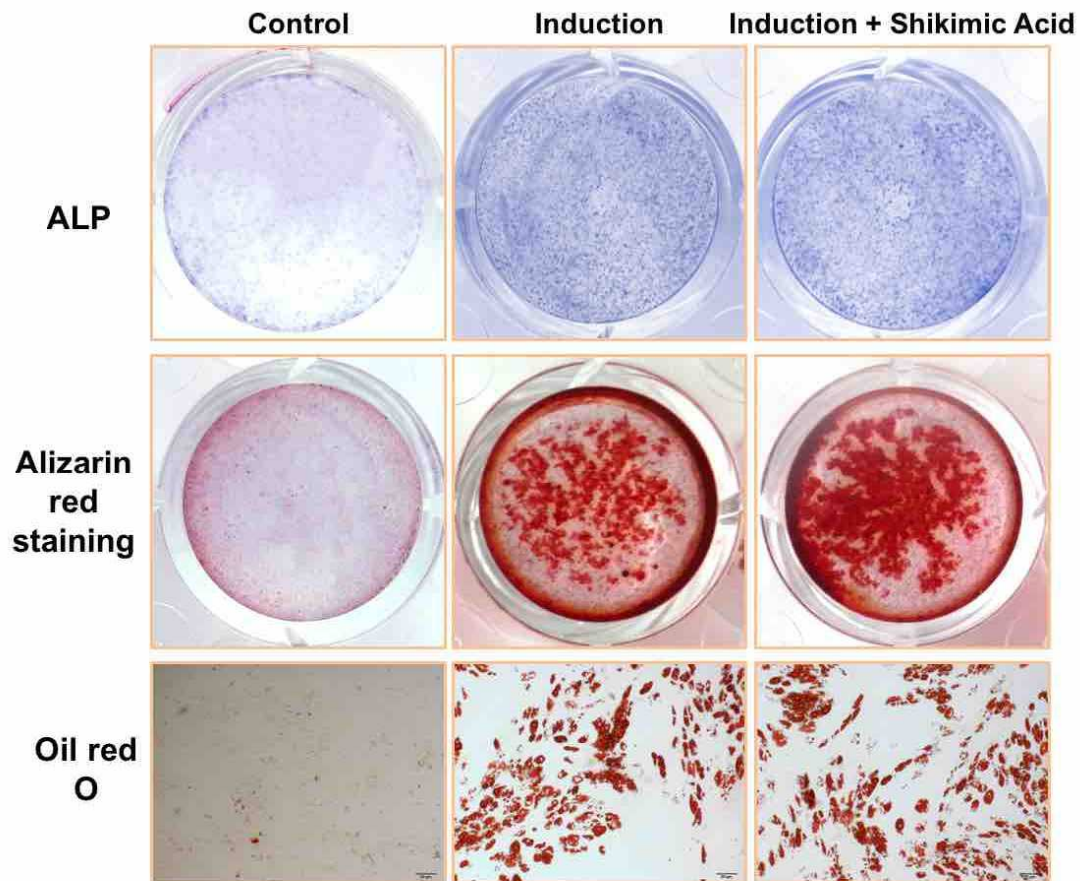 Control Induction Induction + Shikimic Acid
ALP
Alizarin
red
staining
Oil red
O